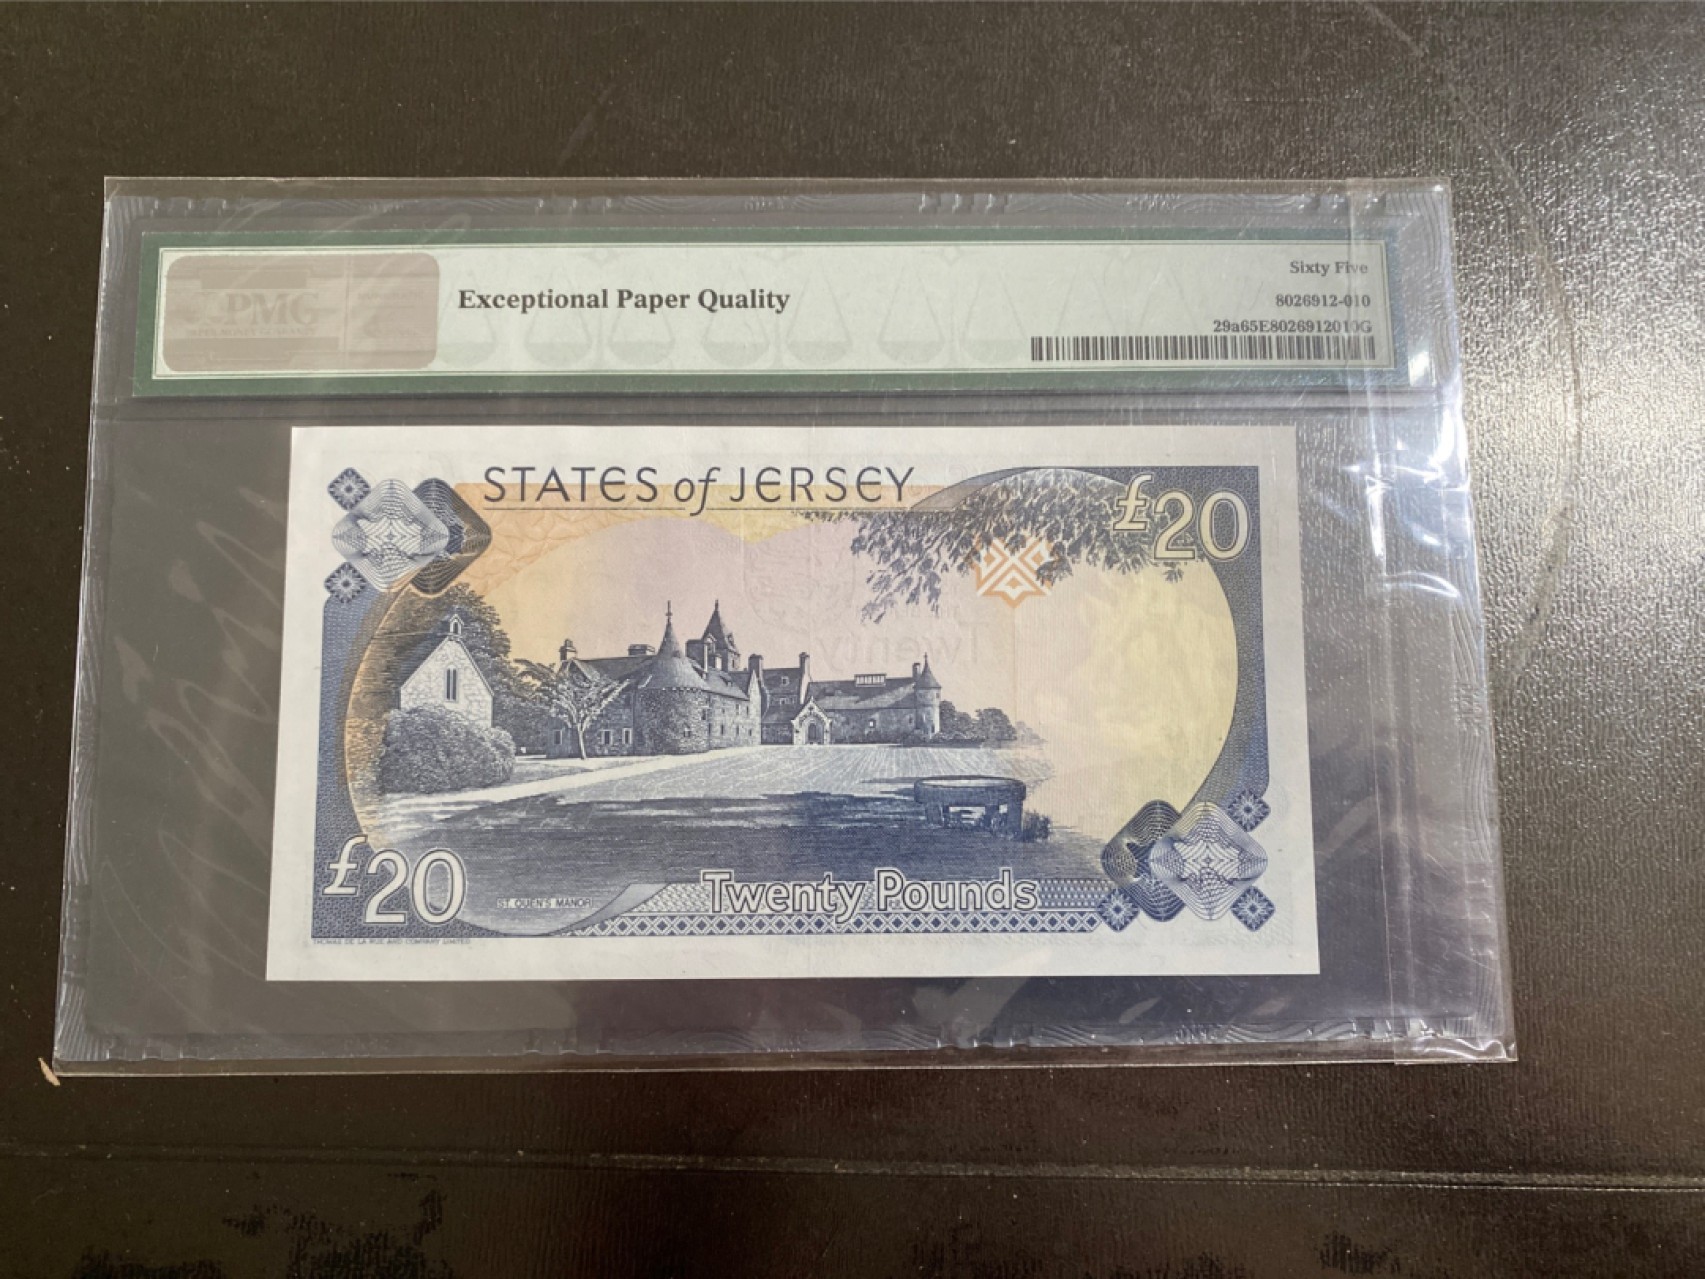 PMG
Exceptional Paper Quality
Sixty Five
8026912-010
29a65E8026912010G
STATES of JERSEY
£20
Twenty
£20
ST. OUEN'S MANOR
Twenty Pounds
THOMAS DE LA RUE AND COMPANY LIMITED